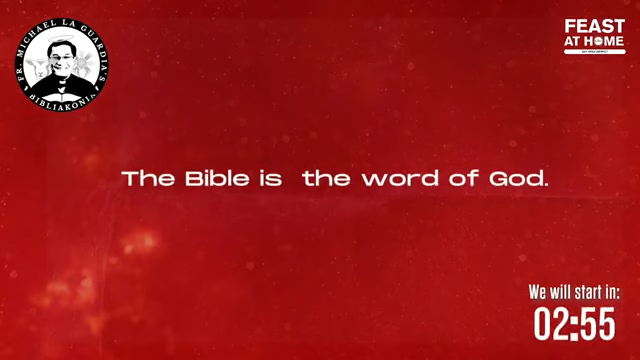 FR. MICHAEL LA GUARDIA'S
BIBLIAKONIA
FEAST
AT HOME
The Bible is the word of God.
We will start in:
02:55